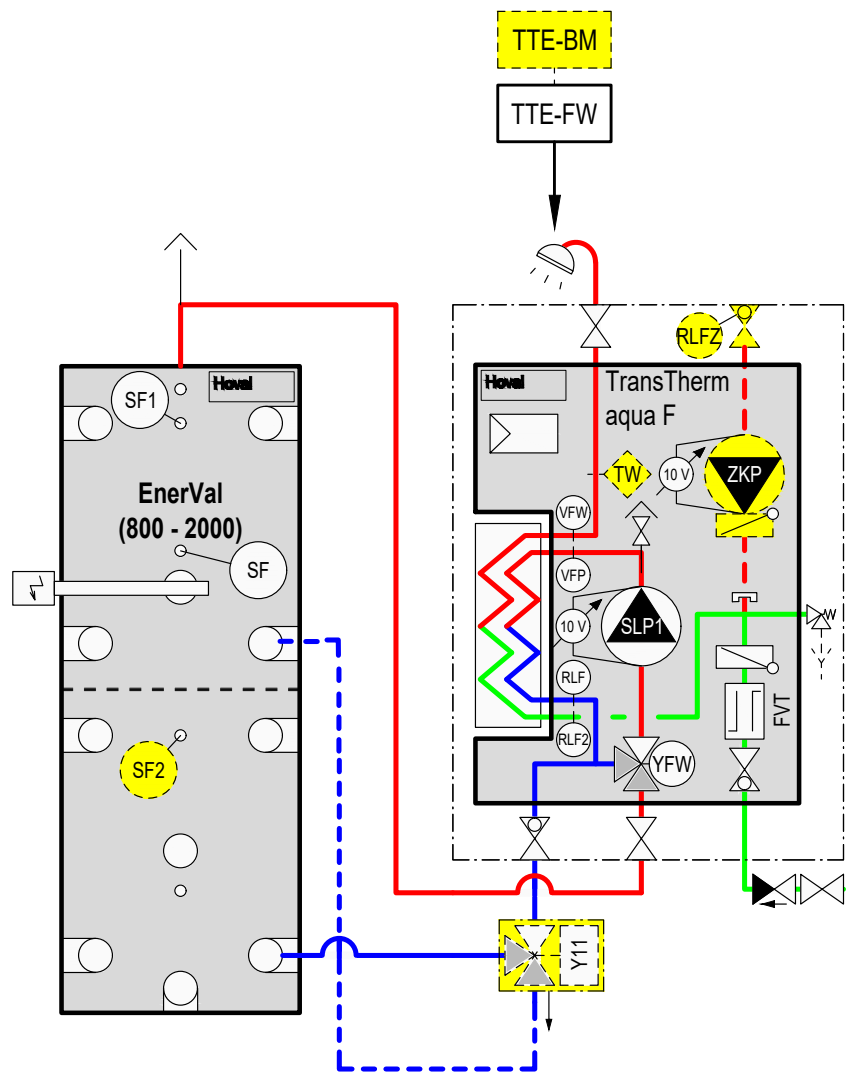 TTE-BM
TTE-FW
RLFZ
Hoval
SF1
EnerVal
(800 - 2000)
SF
SF2
Hoval
TransTherm
aqua F
TW
10 V
ZKP
VFW
VFP
10 V
SLP1
RLF
RLF2
YFW
FVT
Y11